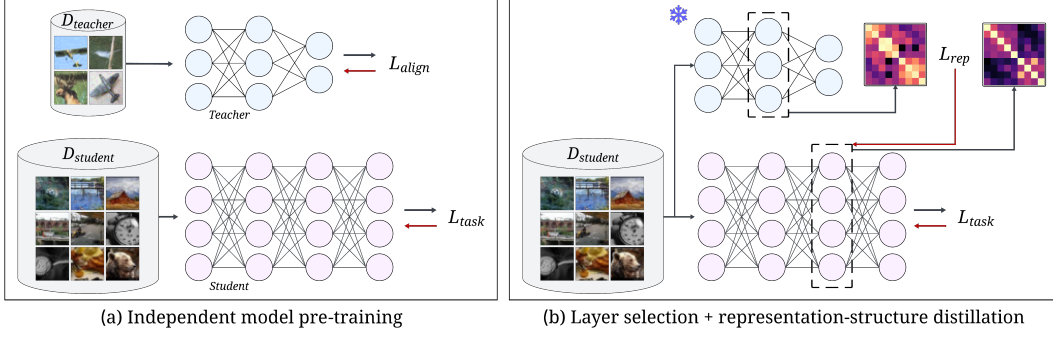 D_teacher
L_align
Teacher
D_student
L_task
Student
(a) Independent model pre-training
L_rep
D_student
L_task
(b) Layer selection + representation-structure distillation